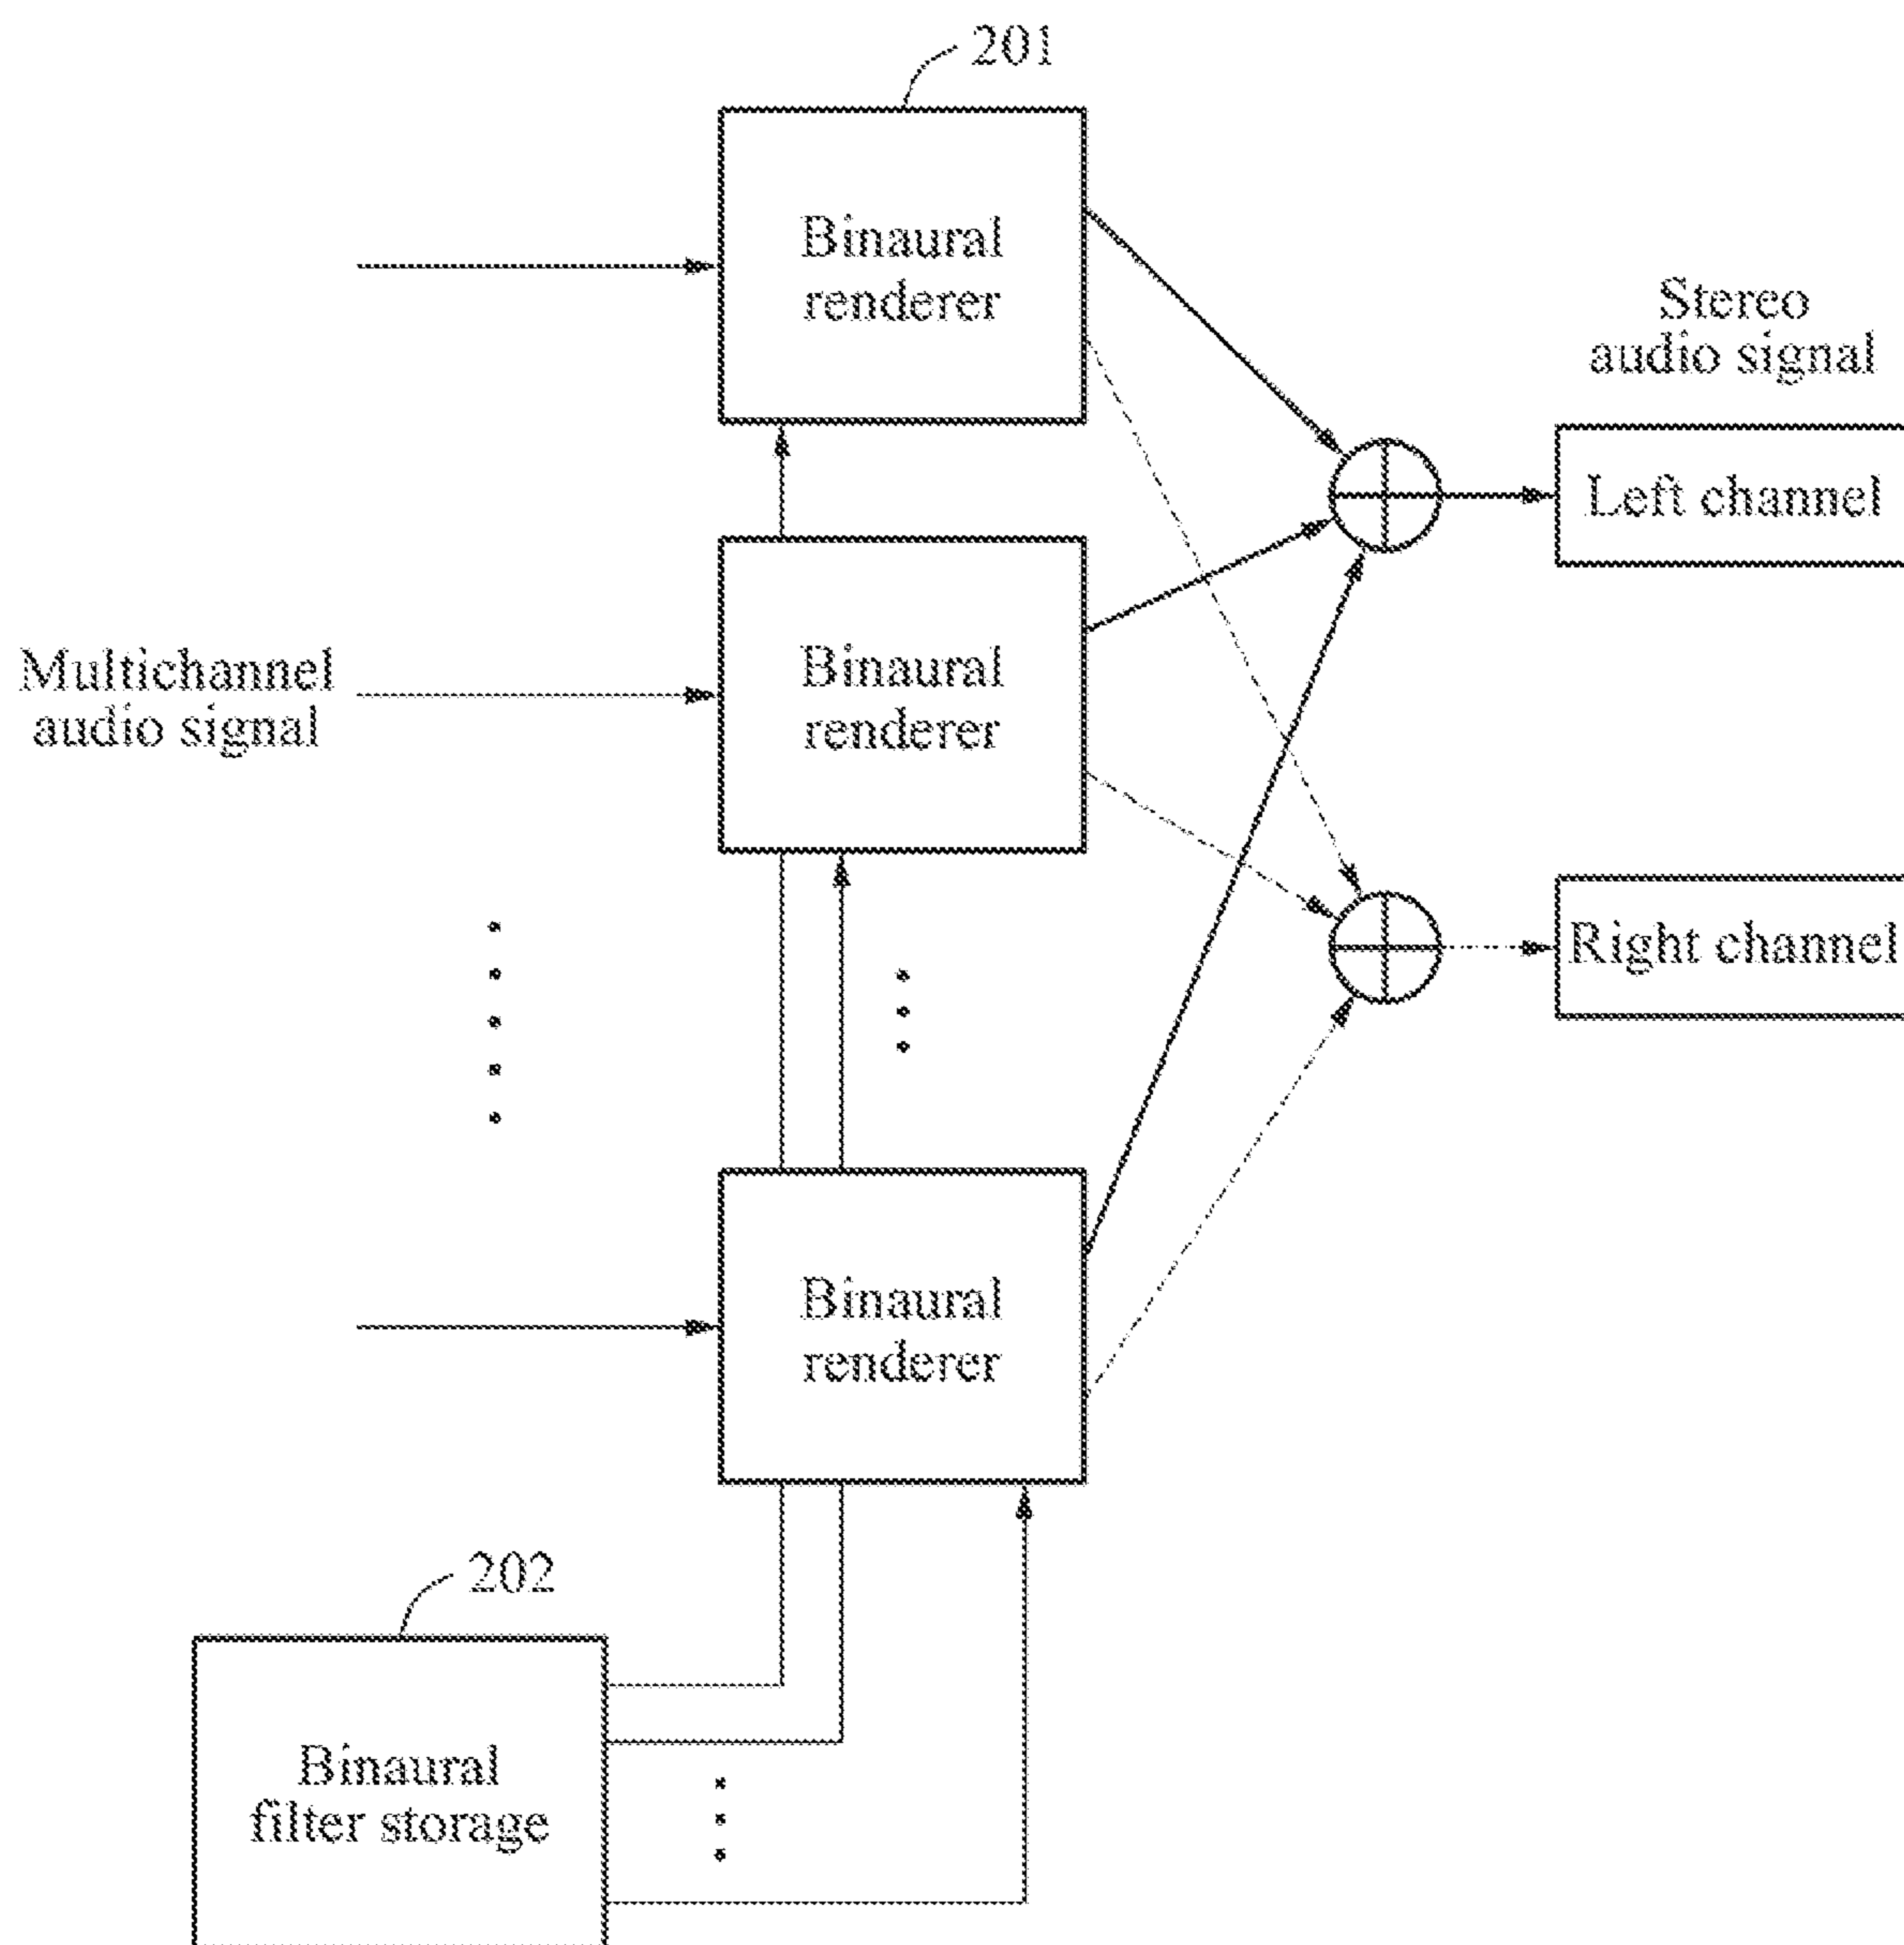 201
Binaural
renderer
Stereo
audio signal
Left channel
Multichannel
audio signal
Binaural
renderer
Right channel
Binaural
renderer
202
Binaural
filter storage